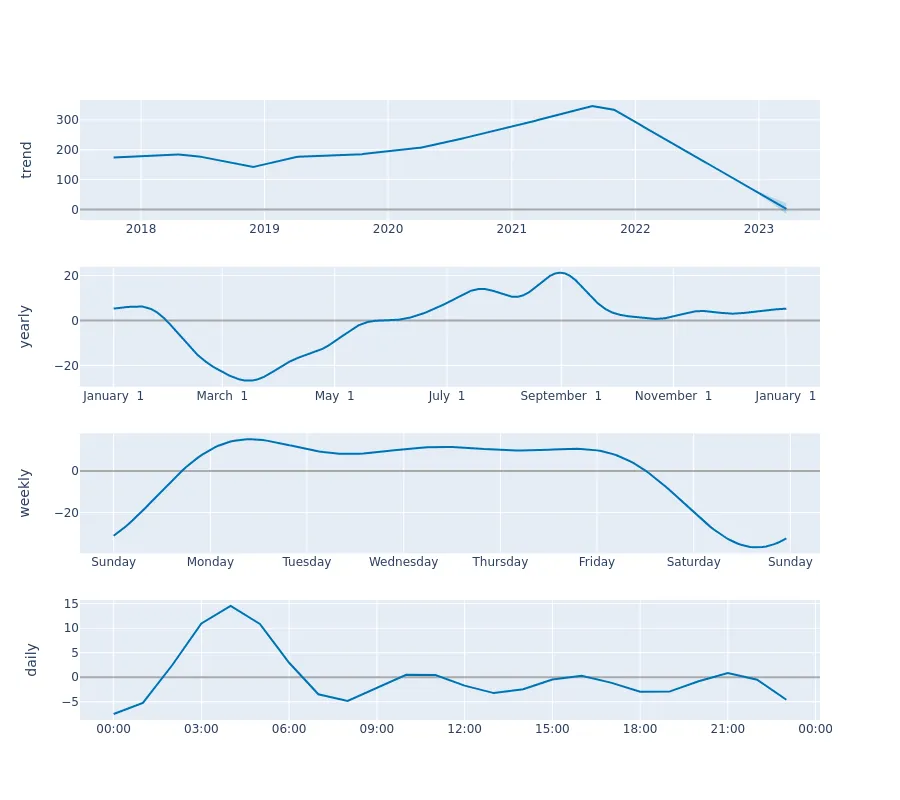 trend
300
200
100
0
2018 2019 2020 2021 2022 2023
yearly
20
0
−20
January 1 March 1 May 1 July 1 September 1 November 1 January 1
weekly
0
−20
Sunday Monday Tuesday Wednesday Thursday Friday Saturday Sunday
daily
15
10
5
0
−5
00:00 03:00 06:00 09:00 12:00 15:00 18:00 21:00 00:00